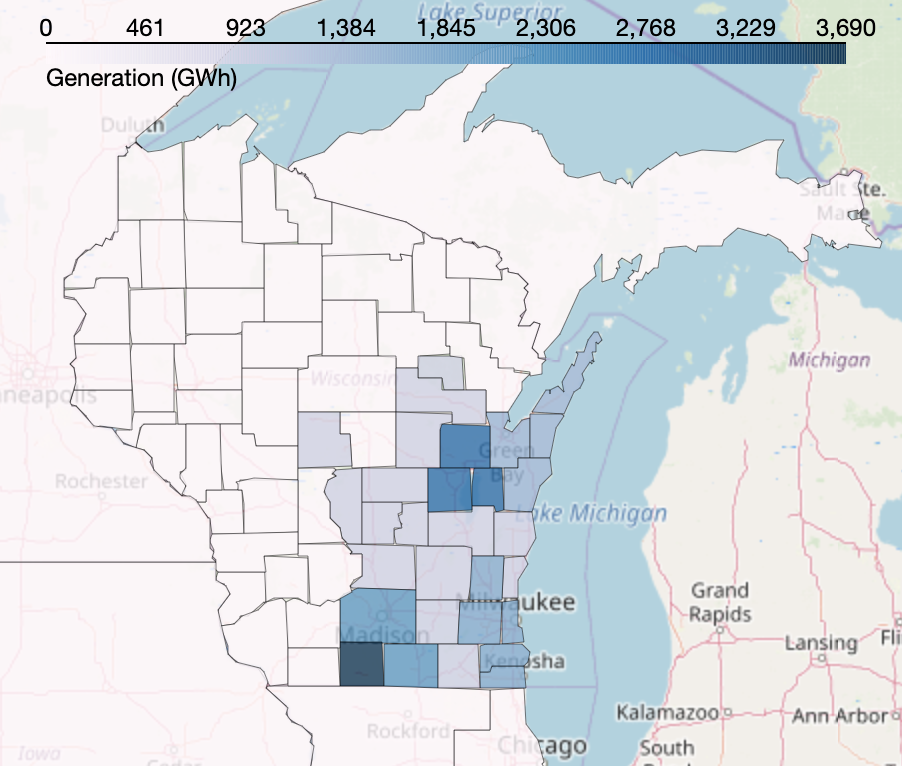 Lake Superior
0 461 923 1,384 1,845 2,306 2,768 3,229 3,690
Generation (GWh)
Duluth
Sault Ste.
Marie
Michigan
Wisconsin
neapolis
Green
Bay
Rochester
Lake Michigan
Milwaukee
Grand
Rapids
Madison
Lansing
Fli
Kenosha
Kalamazoo
Ann Arbor
Rockford
Iowa
Chicago
South